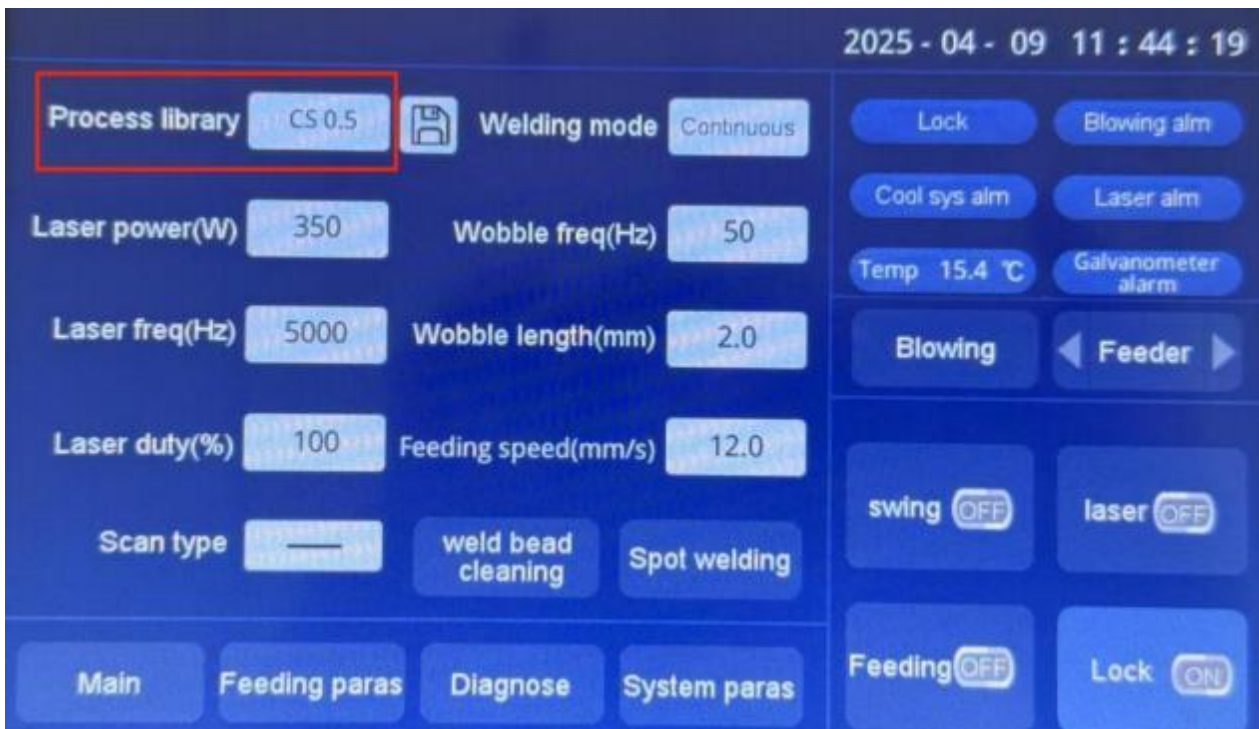 2025 - 04 - 09 11 : 44 : 19
Process library CS 0.5 Welding mode Continuous
Laser power(W) 350 Wobble freq(Hz) 50
Laser freq(Hz) 5000 Wobble length(mm) 2.0
Laser duty(%) 100 Feeding speed(mm/s) 12.0
Scan type
weld bead
cleaning
Spot welding
Main Feeding paras Diagnose System paras
Lock Blowing alm
Cool sys alm Laser alm
Temp 15.4 ℃
Galvanometer
alarm
Blowing Feeder
swing OFF laser OFF
Feeding OFF Lock ON